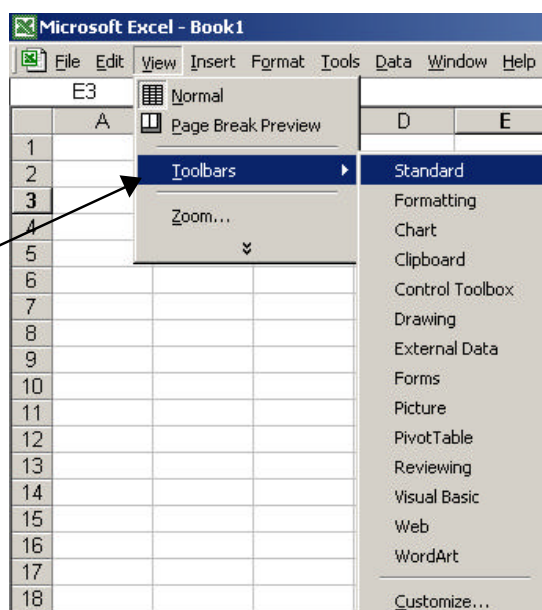 Microsoft Excel - Book1
File Edit View Insert Format Tools Data Window Help
E3
Normal
Page Break Preview
Toolbars
Zoom...
A D E
1
2
3
4
5
6
7
8
9
10
11
12
13
14
15
16
17
18
Standard
Formatting
Chart
Clipboard
Control Toolbox
Drawing
External Data
Forms
Picture
PivotTable
Reviewing
Visual Basic
Web
WordArt
Customize...